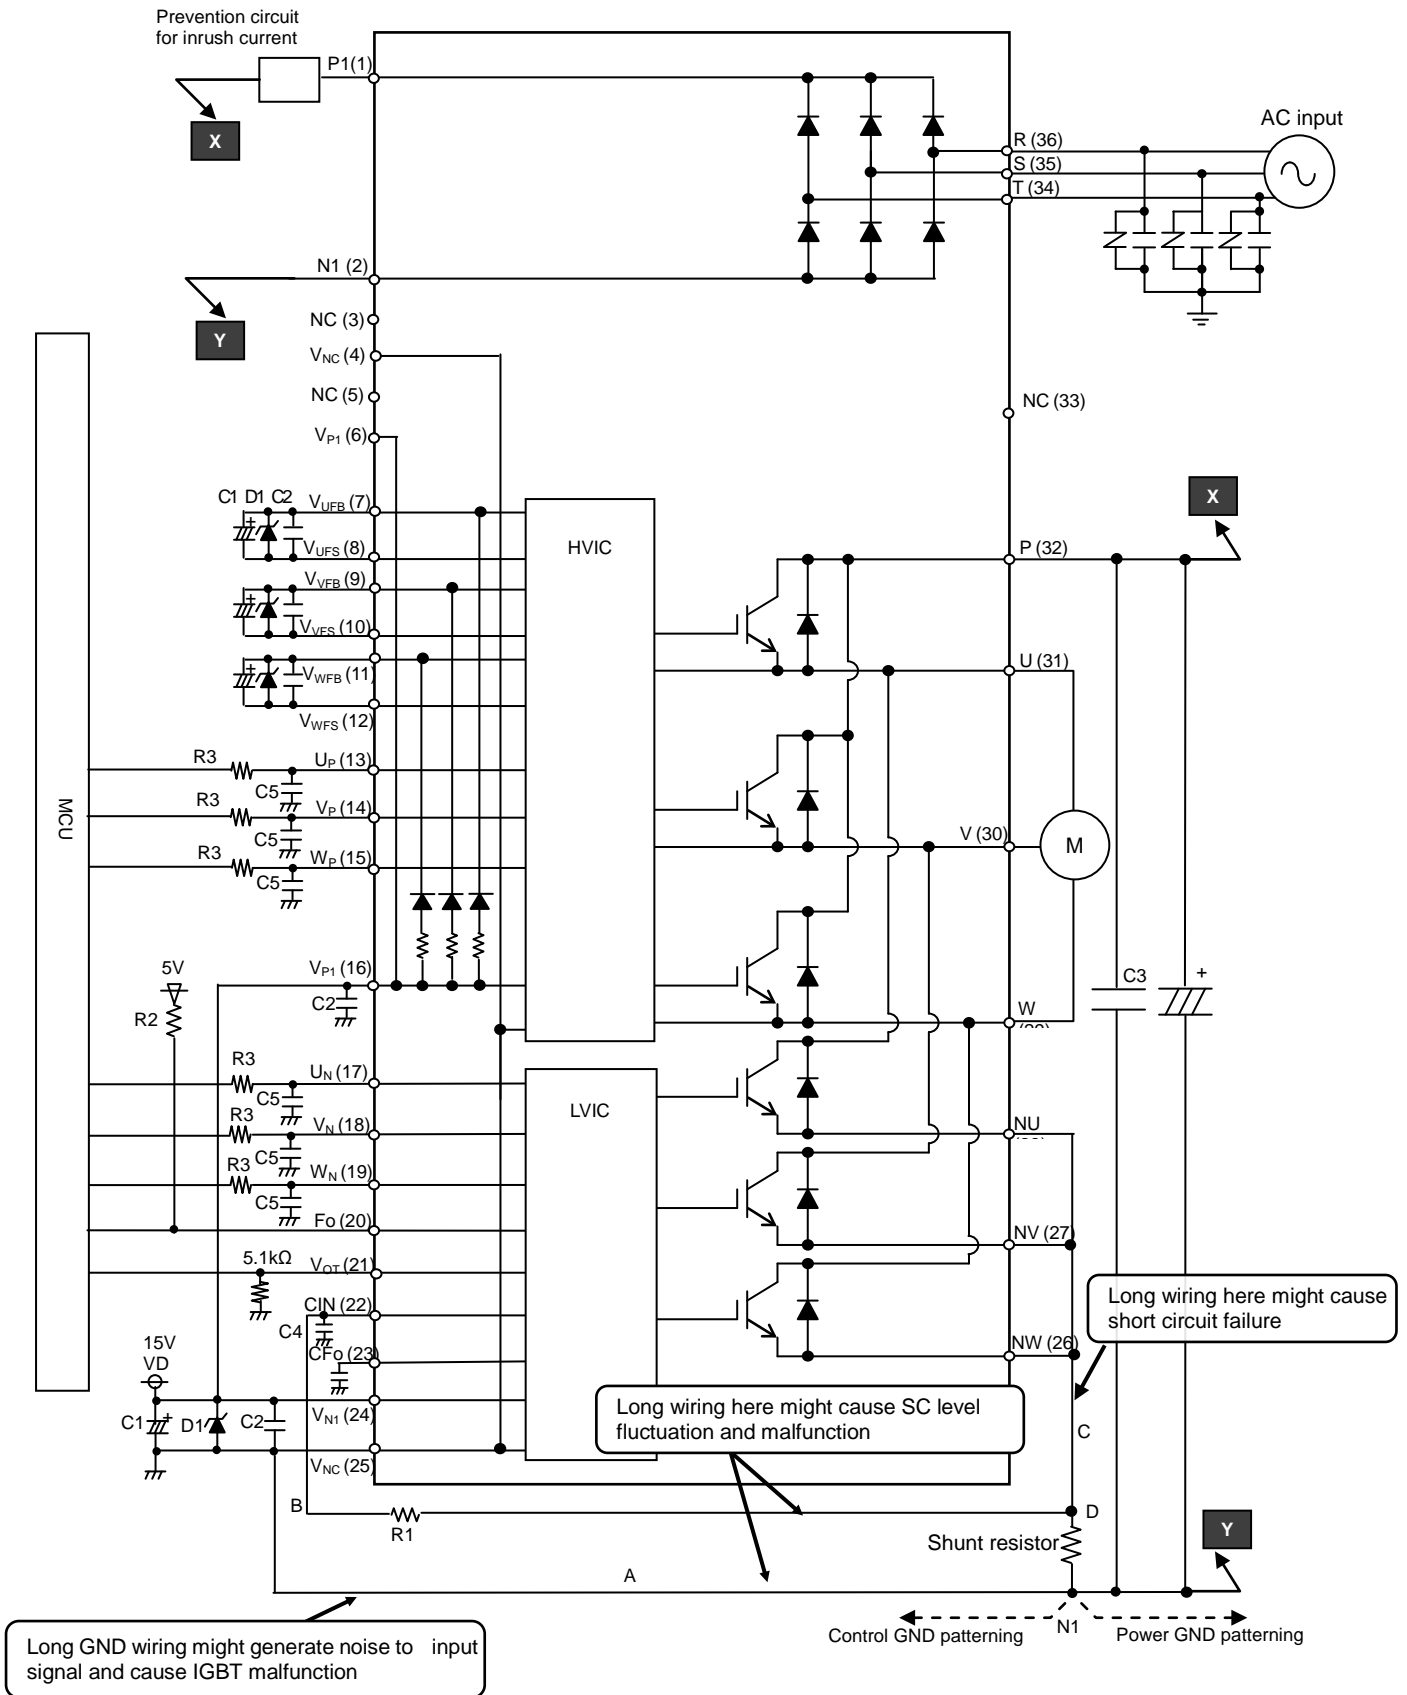 Prevention circuit
for inrush current
P1(1)
X
AC input
R (36)
S (35)
T (34)
N1 (2)
Y
NC (3)
VNC (4)
NC (5)
NC (33)
VP1 (6)
X
C1 D1 C2
VUFB (7)
HVIC
VUFS (8)
P (32)
VVFB (9)
VVFS (10)
U (31)
VWFB (11)
VWFS (12)
R3
UP (13)
C5
MCU
R3
VP (14)
C5
V (30)
M
R3
WP (15)
C5
5V
VP1 (16)
C2
C3
+
R2
W
R3
UN (17)
C5
LVIC
R3
VN (18)
NU
C5
R3
WN (19)
C5
Fo (20)
NV (27)
5.1kΩ
VOT (21)
Long wiring here might cause
short circuit failure
CIN (22)
C4
15V
VD
CFo (23)
NW (26)
Long wiring here might cause SC level
fluctuation and malfunction
C1
+
D1
C2
VN1 (24)
C
VNC (25)
B
R1
D
Y
Shunt resistor
A
N1
Control GND patterning
Power GND patterning
Long GND wiring might generate noise to input
signal and cause IGBT malfunction